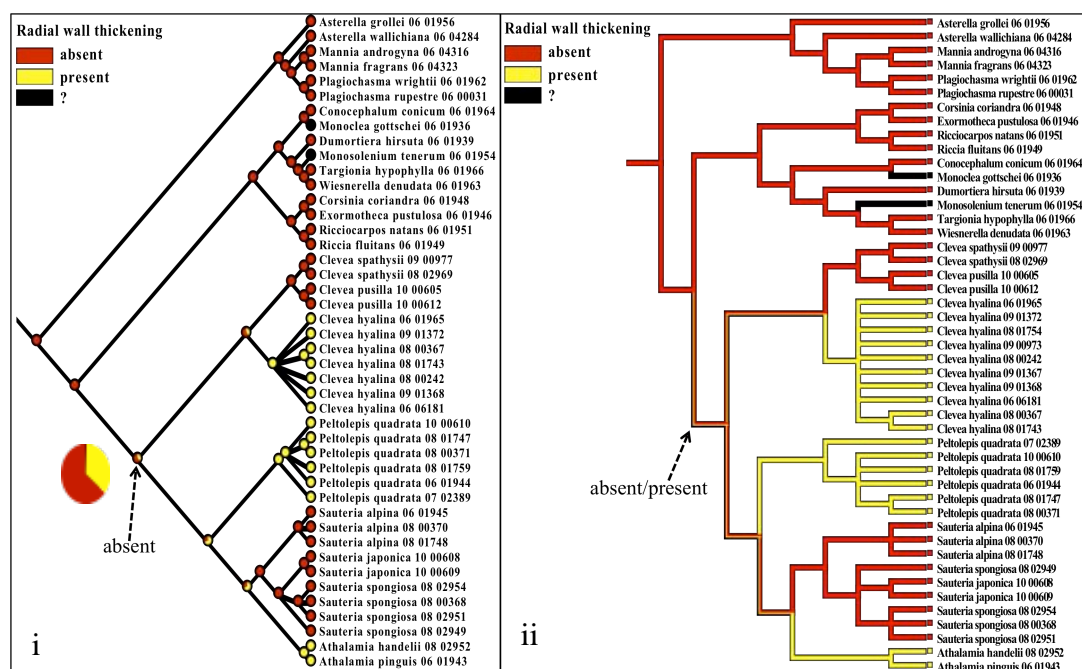 Radial wall thickening
absent
present
?
Asterella grollei 06 01956
Asterella wallichiana 06 04284
Mannia androgyna 06 04316
Mannia fragrans 06 04323
Plagiochasma wrightii 06 01962
Plagiochasma rupestre 06 00031
Conocephalum conicum 06 01964
Monoclea gottschei 06 01936
Dumortiera hirsuta 06 01939
Monosolenium tenerum 06 01954
Targionia hypophylla 06 01966
Wiesnerella denudata 06 01963
Corsinia coriandra 06 01948
Exormotheca pustulosa 06 01946
Ricciocarpos natans 06 01951
Riccia fluitans 06 01949
Clevea spathysii 09 00977
Clevea spathysii 08 02969
Clevea pusilla 10 00605
Clevea pusilla 10 00612
Clevea hyalina 06 01965
Clevea hyalina 09 01372
Clevea hyalina 08 00367
Clevea hyalina 08 01743
Clevea hyalina 08 00242
Clevea hyalina 09 01368
Clevea hyalina 06 06181
Peltolepis quadrata 10 00610
Peltolepis quadrata 08 01747
Peltolepis quadrata 08 00371
Peltolepis quadrata 08 01759
Peltolepis quadrata 06 01944
Peltolepis quadrata 07 02389
Sauteria alpina 06 01945
Sauteria alpina 08 00370
Sauteria alpina 08 01748
Sauteria japonica 10 00608
Sauteria japonica 10 00609
Sauteria spongiosa 08 02954
Sauteria spongiosa 08 00368
Sauteria spongiosa 08 02951
Sauteria spongiosa 08 02949
Athalamia handelii 08 02952
Athalamia pinguis 06 01943
absent
i
Radial wall thickening
absent
present
?
Asterella grollei 06 01956
Asterella wallichiana 06 04284
Mannia androgyna 06 04316
Mannia fragrans 06 04323
Plagiochasma wrightii 06 01962
Plagiochasma rupestre 06 00031
Corsinia coriandra 06 01948
Exormotheca pustulosa 06 01946
Ricciocarpos natans 06 01951
Riccia fluitans 06 01949
Conocephalum conicum 06 01964
Monoclea gottschei 06 01936
Dumortiera hirsuta 06 01939
Monosolenium tenerum 06 01954
Targionia hypophylla 06 01966
Wiesnerella denudata 06 01963
Clevea spathysii 09 00977
Clevea spathysii 08 02969
Clevea pusilla 10 00605
Clevea pusilla 10 00612
Clevea hyalina 06 01965
Clevea hyalina 09 01372
Clevea hyalina 08 01754
Clevea hyalina 09 00973
Clevea hyalina 08 00242
Clevea hyalina 09 01367
Clevea hyalina 09 01368
Clevea hyalina 06 06181
Clevea hyalina 08 00367
Clevea hyalina 08 01743
Peltolepis quadrata 07 02389
Peltolepis quadrata 10 00610
Peltolepis quadrata 08 01759
Peltolepis quadrata 06 01944
Peltolepis quadrata 08 01747
Peltolepis quadrata 08 00371
Sauteria alpina 06 01945
Sauteria alpina 08 00370
Sauteria alpina 08 01748
Sauteria spongiosa 08 02949
Sauteria japonica 10 00608
Sauteria japonica 10 00609
Sauteria spongiosa 08 02954
Sauteria spongiosa 08 00368
Sauteria spongiosa 08 02951
Athalamia handelii 08 02952
Athalamia pinguis 06 01943
absent/present
ii